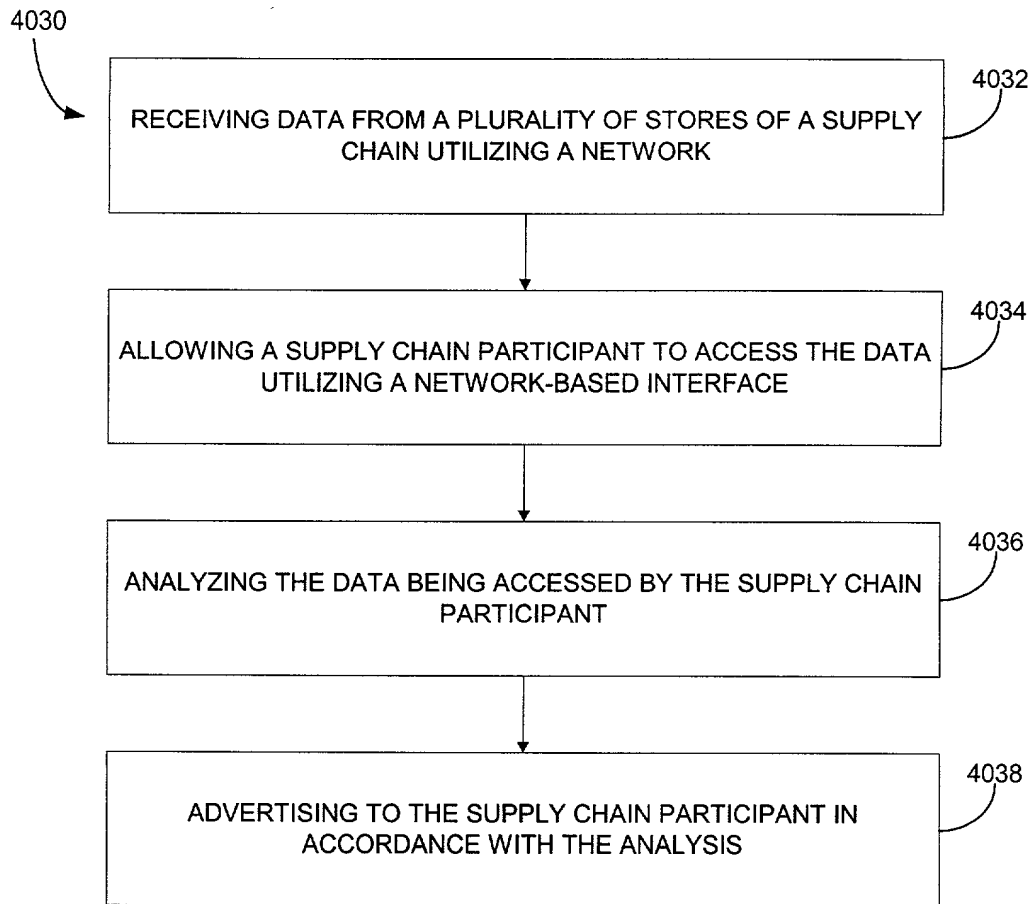 4030
4032
RECEIVING DATA FROM A PLURALITY OF STORES OF A SUPPLY
CHAIN UTILIZING A NETWORK
4034
ALLOWING A SUPPLY CHAIN PARTICIPANT TO ACCESS THE DATA
UTILIZING A NETWORK-BASED INTERFACE
4036
ANALYZING THE DATA BEING ACCESSED BY THE SUPPLY CHAIN
PARTICIPANT
4038
ADVERTISING TO THE SUPPLY CHAIN PARTICIPANT IN
ACCORDANCE WITH THE ANALYSIS